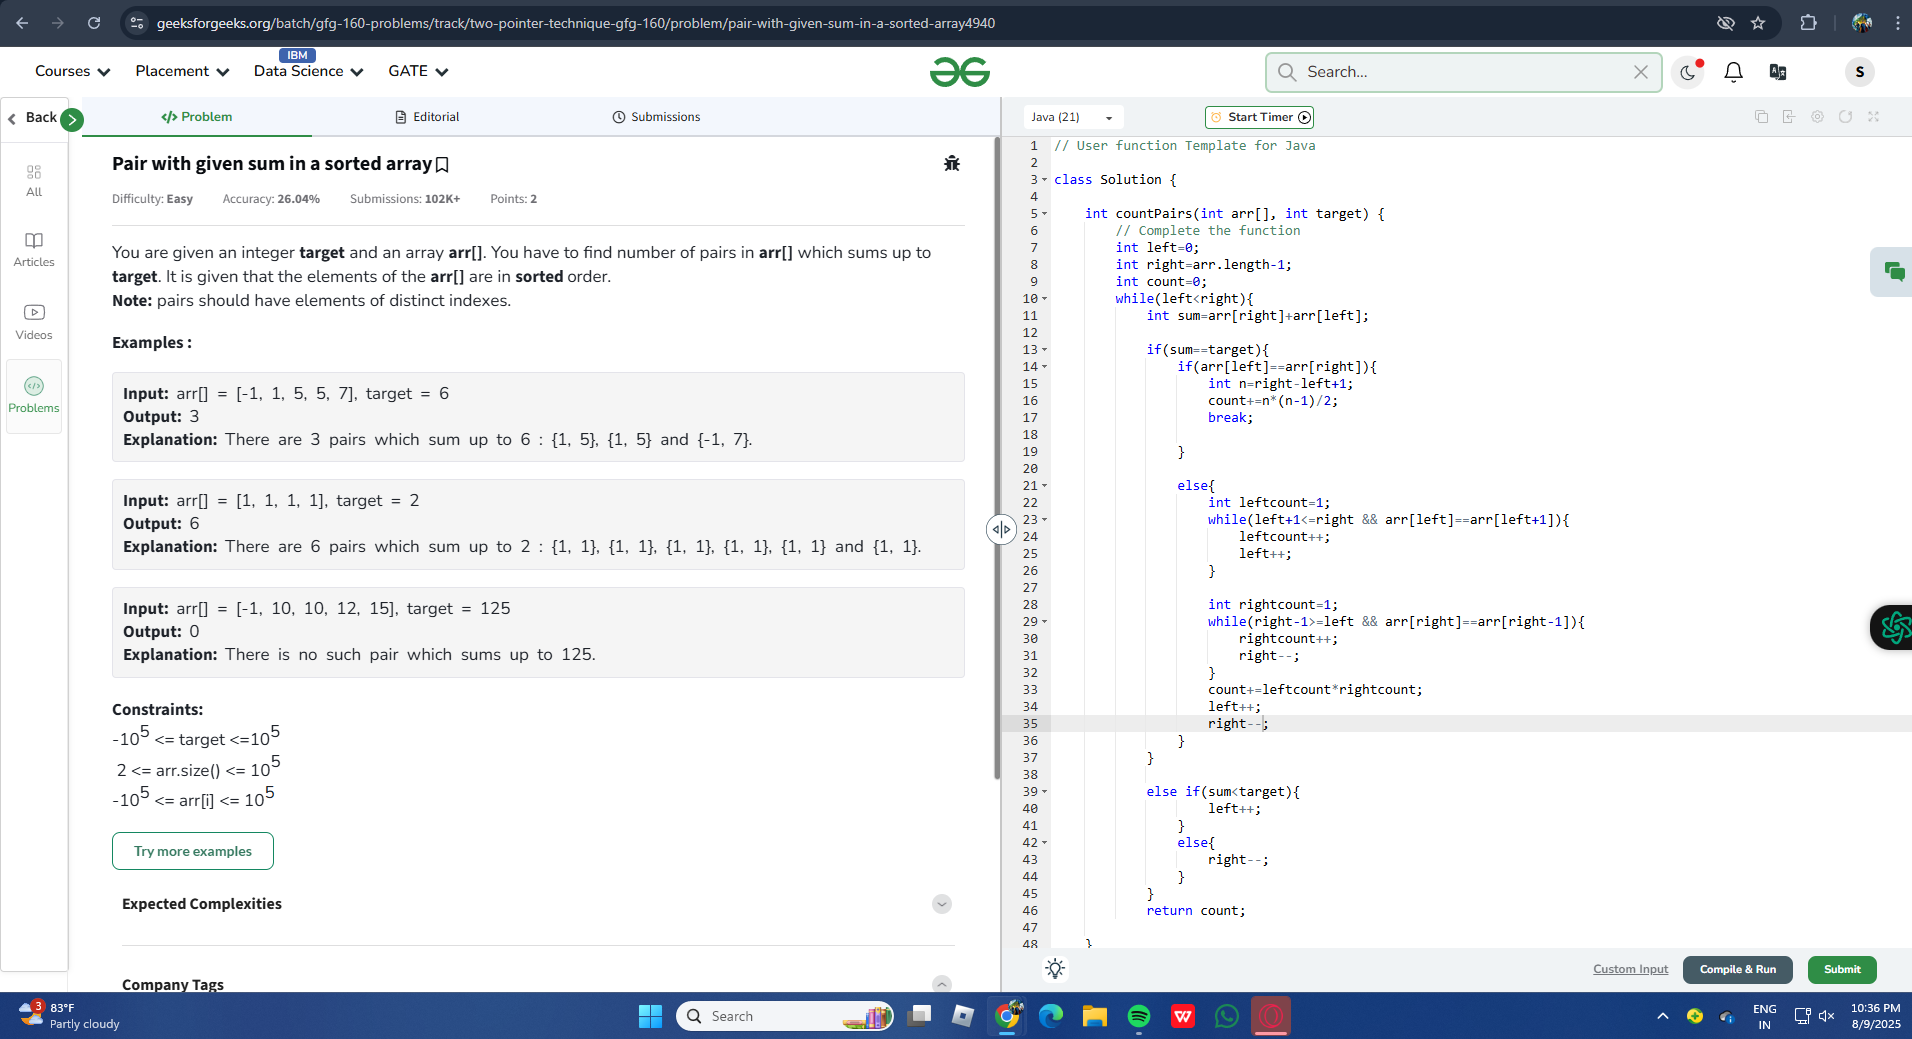 geeksforgeeks.org/batch/gfg-160-problems/track/two-pointer-technique-gfg-160/problem/pair-with-given-sum-in-a-sorted-array4940
IBM
Courses Placement Data Science GATE
Search...
S
Back
All
Articles
Videos
Problems
</> Problem Editorial Submissions
Pair with given sum in a sorted array
Difficulty: Easy Accuracy: 26.04% Submissions: 102K+ Points: 2
You are given an integer target and an array arr[]. You have to find number of pairs in arr[] which sums up to
target. It is given that the elements of the arr[] are in sorted order.
Note: pairs should have elements of distinct indexes.
Examples :
Input: arr[] = [-1, 1, 5, 5, 7], target = 6
Output: 3
Explanation: There are 3 pairs which sum up to 6 : {1, 5}, {1, 5} and {-1, 7}.
Input: arr[] = [1, 1, 1, 1], target = 2
Output: 6
Explanation: There are 6 pairs which sum up to 2 : {1, 1}, {1, 1}, {1, 1}, {1, 1}, {1, 1} and {1, 1}.
Input: arr[] = [-1, 10, 10, 12, 15], target = 125
Output: 0
Explanation: There is no such pair which sums up to 125.
Constraints:
-10^5 <= target <=10^5
2 <= arr.size() <= 10^5
-10^5 <= arr[i] <= 10^5
Try more examples
Expected Complexities
Company Tags
Java (21)
Start Timer
1 // User function Template for Java
2
3 class Solution {
4
5     int countPairs(int arr[], int target) {
6         // Complete the function
7         int left=0;
8         int right=arr.length-1;
9         int count=0;
10         while(left<right){
11             int sum=arr[right]+arr[left];
12
13             if(sum==target){
14                 if(arr[left]==arr[right]){
15                     int n=right-left+1;
16                     count+=n*(n-1)/2;
17                     break;
18
19                 }
20
21                 else{
22                     int leftcount=1;
23                     while(left+1<=right && arr[left]==arr[left+1]){
24                         leftcount++;
25                         left++;
26                     }
27
28                     int rightcount=1;
29                     while(right-1>=left && arr[right]==arr[right-1]){
30                         rightcount++;
31                         right--;
32                     }
33                     count+=leftcount*rightcount;
34                     left++;
35                     right--;
36                 }
37             }
38
39             else if(sum<target){
40                     left++;
41                 }
42                 else{
43                     right--;
44                 }
45             }
46             return count;
47
48     }
Custom Input Compile & Run Submit
3
83°F
Partly cloudy
Search
ENG
IN
10:36 PM
8/9/2025